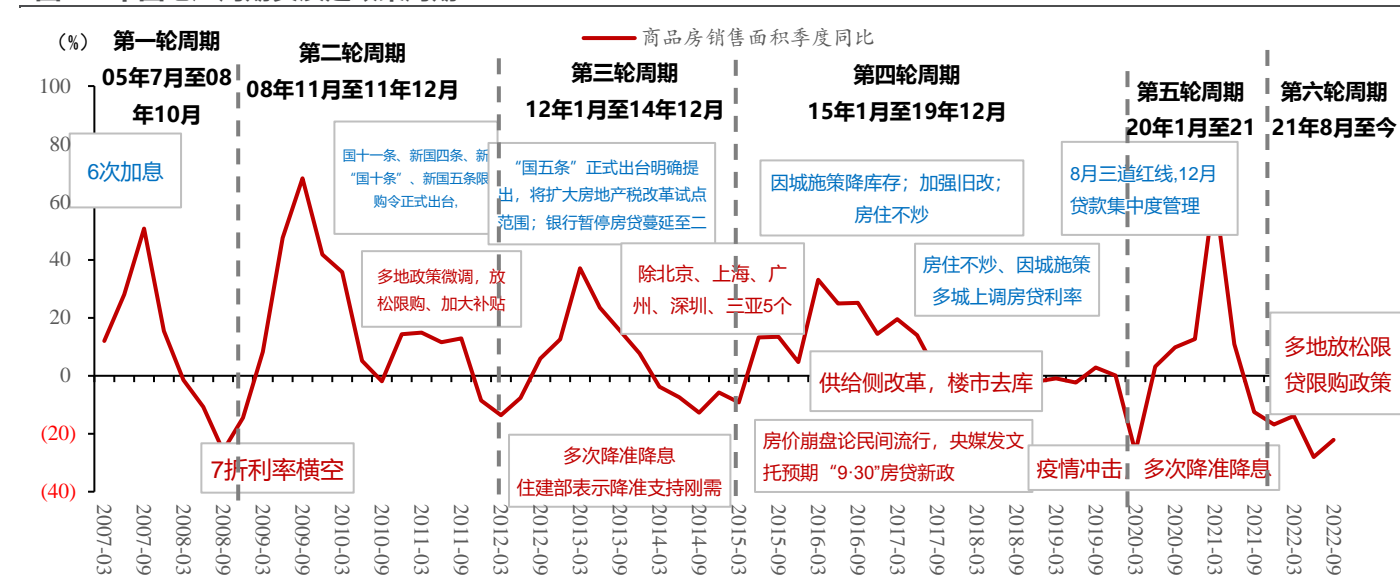 (%)
商品房销售面积季度同比
第一轮周期
05年7月至08
年10月
第二轮周期
08年11月至11年12月
第三轮周期
12年1月至14年12月
第四轮周期
15年1月至19年12月
第五轮周期
20年1月至21
第六轮周期
21年8月至今
100
80
60
40
20
0
(20)
(40)
6次加息
国十一条、新国四条、新
“国十条”、新国五条限
购令正式出台,
“国五条”正式出台明确提
出，将扩大房地产税改革试点
范围；银行暂停房贷蔓延至二
因城施策降库存；加强旧改；
房住不炒
8月三道红线,12月
贷款集中度管理
多地政策微调，放
松限购、加大补贴
除北京、上海、广
州、深圳、三亚5个
房住不炒、因城施策
多城上调房贷利率
供给侧改革，楼市去库
多地放松限
贷限购政策
7折利率横空
多次降准降息
住建部表示降准支持刚需
房价崩盘论民间流行，央媒发文
托预期“9·30”房贷新政
疫情冲击
多次降准降息
2007-03
2007-09
2008-03
2008-09
2009-03
2009-09
2010-03
2010-09
2011-03
2011-09
2012-03
2012-09
2013-03
2013-09
2014-03
2014-09
2015-03
2015-09
2016-03
2016-09
2017-03
2017-09
2018-03
2018-09
2019-03
2019-09
2020-03
2020-09
2021-03
2021-09
2022-03
2022-09